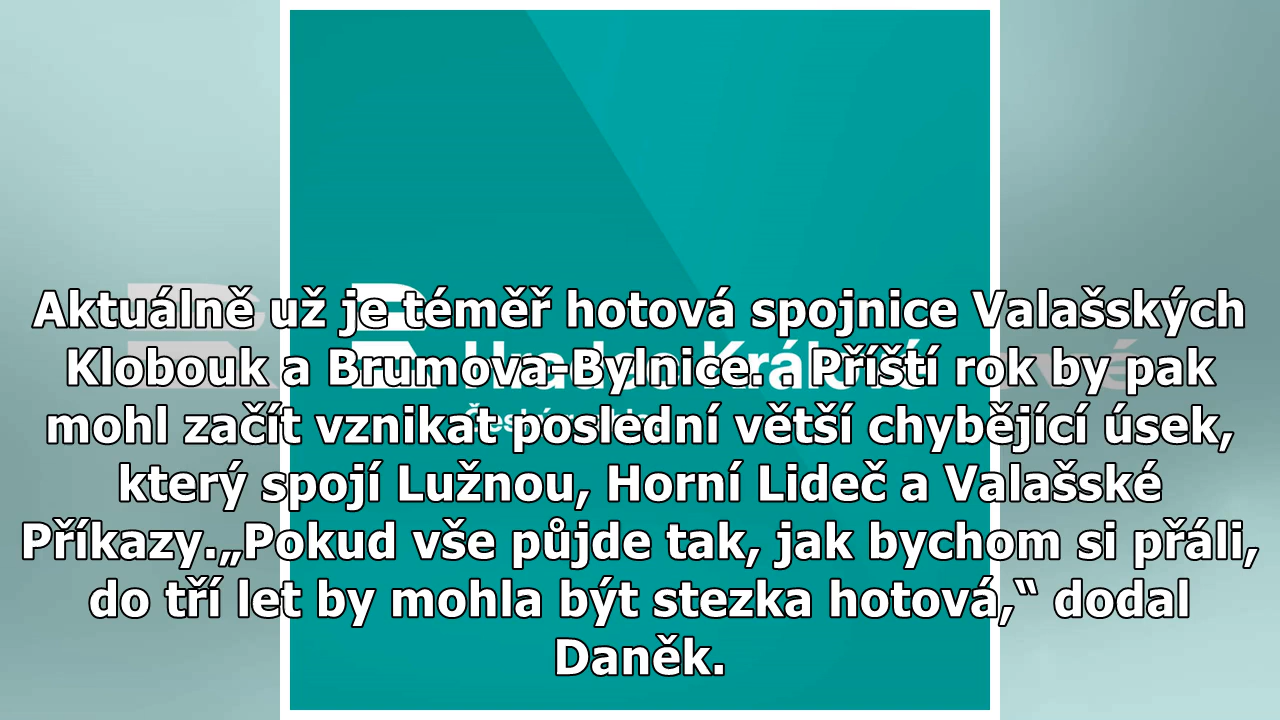 Aktuálně už je téměř hotová spojnice Valašských
Klobouk a Brumova-Bylnice. . Příští rok by pak
mohl začít vznikat poslední větší chybějící úsek,
který spojí Lužnou, Horní Lideč a Valašské
Příkazy.„Pokud vše půjde tak, jak bychom si přáli,
do tří let by mohla být stezka hotová,“ dodal
Daněk.